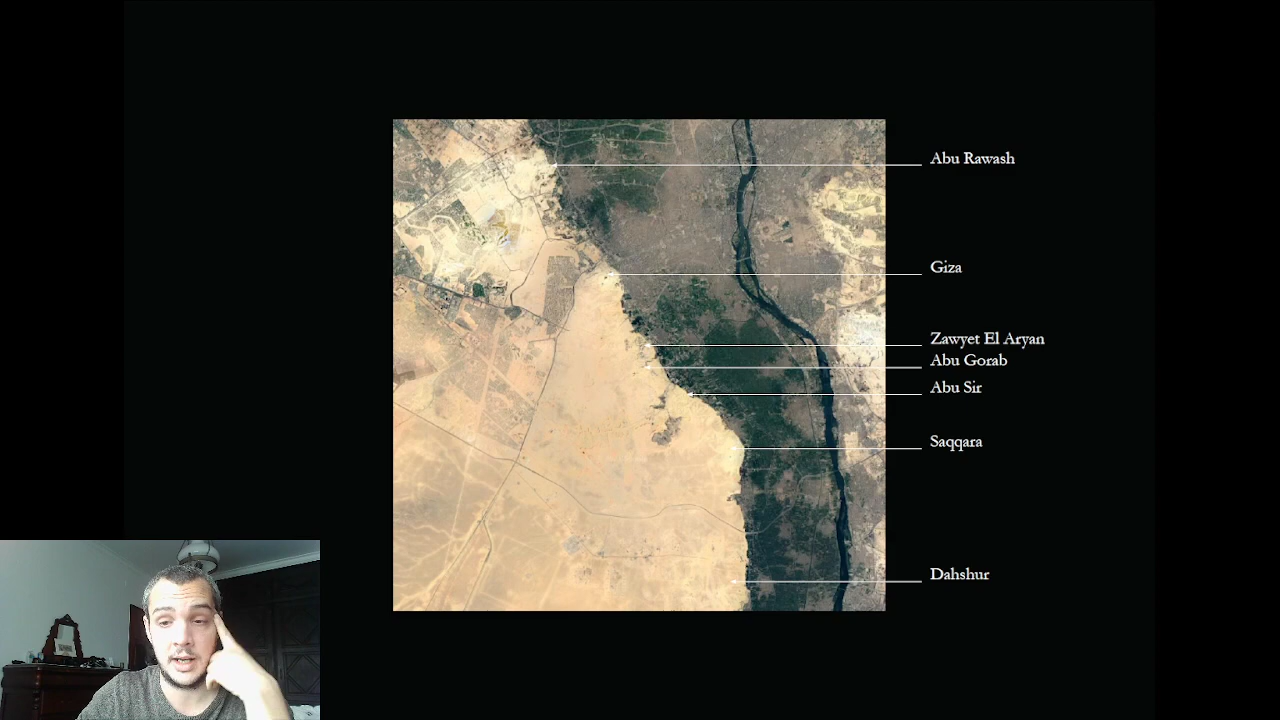 Abu Rawash
Giza
Zawyet El Aryan
Abu Gorab
Abu Sir
Saqqara
Dahshur